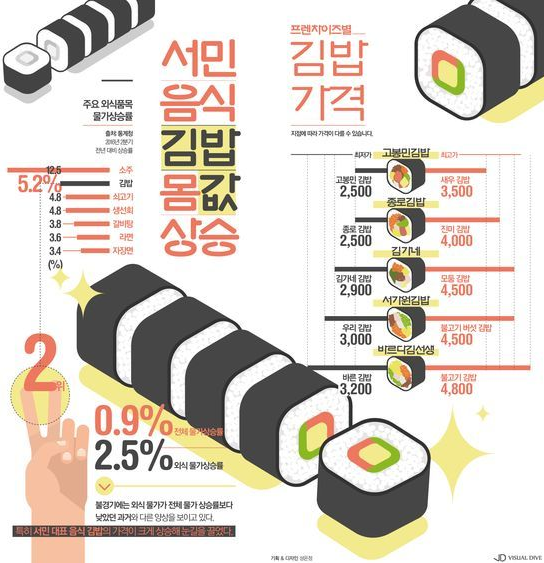 서민
음식
김밥
몸값
상승
프랜차이즈별
김밥
가격
지점에 따라 가격이 다를 수 있습니다.
주요 외식품목
물가상승률
출처: 통계청
2016년 2분기
전년 대비 상승률
12.5 소주
5.2% 김밥
4.8 쇠고기
4.8 생선회
3.8 갈비탕
3.6 라면
3.4 자장면
(%)
최저가 고봉민김밥 최고가
고봉민 김밥 새우 김밥
2,500 3,500
종로김밥
종로 김밥 진미 김밥
2,500 4,000
김가네
김가네 김밥 모둠 김밥
2,900 4,500
서가원김밥
우리 김밥 불고기 버섯 김밥
3,000 4,500
바르다김선생
바른 김밥 불고기 김밥
3,200 4,800
2위
0.9% 전체 물가상승률
2.5% 외식 물가상승률
불경기에는 외식 물가가 전체 물가 상승률보다
낮았던 과거와 다른 양상을 보이고 있다.
특히 서민 대표 음식 김밥의 가격이 크게 상승해 눈길을 끌었다.
기획 & 디자인 성은정
VISUAL DIVE